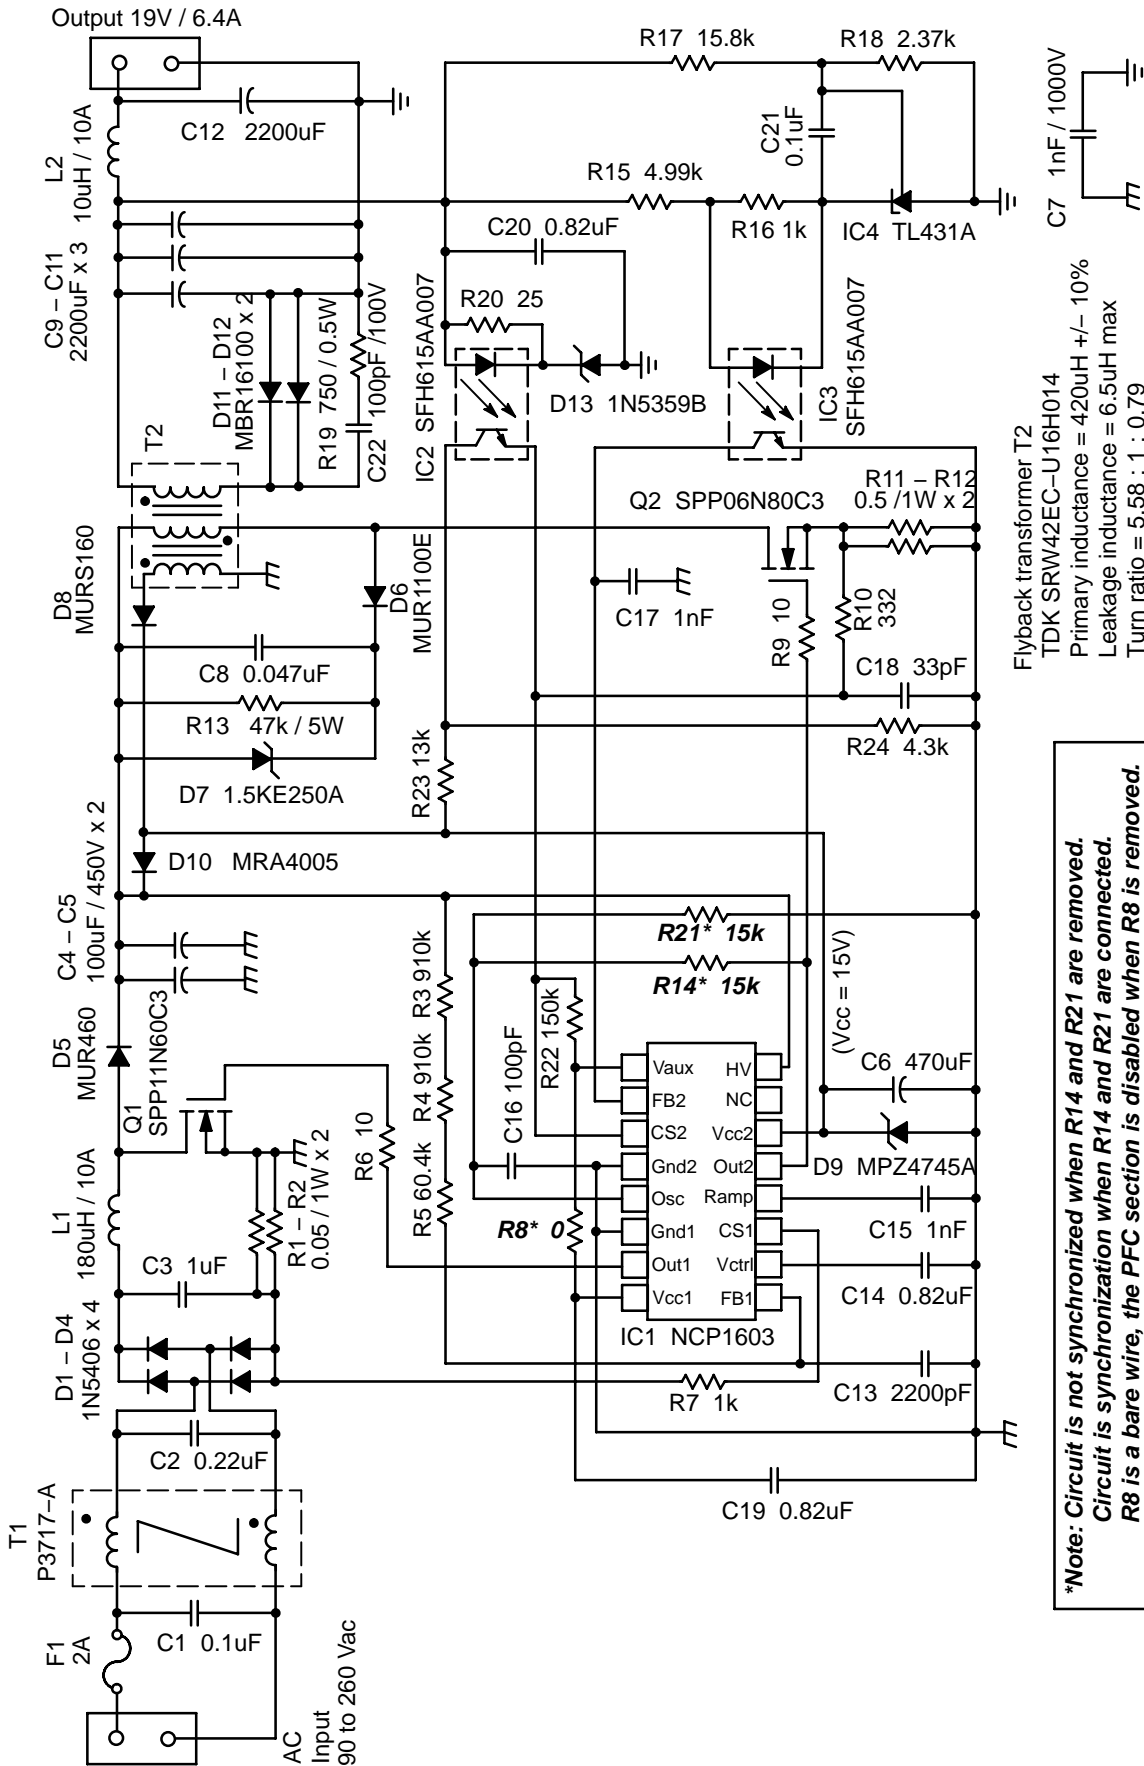 Output 19V / 6.4A
C12 2200uF
L2
10uH / 10A
C9 – C11
2200uF x 3
D11 – D12
MBR16100 x 2
R19 750 / 0.5W
C22 100pF /100V
T2
R17 15.8k
R18 2.37k
C21
0.1uF
R15 4.99k
R16 1k
IC4 TL431A
C20 0.82uF
R20 25
D13 1N5359B
IC2 SFH615AA007
IC3
SFH615AA007
C7 1nF / 1000V
Flyback transformer T2
TDK SRW42EC–U16H014
Primary inductance = 420uH +/– 10%
Leakage inductance = 6.5uH max
Turn ratio = 5.58 : 1 : 0.79
D8
MURS160
D6
MUR1100E
C8 0.047uF
R13 47k / 5W
D7 1.5KE250A
D10 MRA4005
Q2 SPP06N80C3
R11 – R12
0.5 /1W x 2
C17 1nF
R9 10
R10
332
C18 33pF
R24 4.3k
R23 13k
C4 – C5
100uF / 450V x 2
D5
MUR460
Q1
SPP11N60C3
R3 910k
R4 910k
R5 60.4k
R6 10
R21* 15k
R14* 15k
R22 150k
C16 100pF
R8* 0
(Vcc = 15V)
C6 470uF
D9 MPZ4745A
C15 1nF
C14 0.82uF
C13 2200pF
Vaux
FB2
CS2
Gnd2
Osc
Gnd1
Out1
Vcc1
HV
NC
Vcc2
Out2
Ramp
CS1
Vctrl
FB1
IC1 NCP1603
R7 1k
C19 0.82uF
L1
180uH / 10A
R1 – R2
0.05 / 1W x 2
C3 1uF
D1 – D4
1N5406 x 4
C2 0.22uF
T1
P3717–A
C1 0.1uF
F1
2A
AC
Input
90 to 260 Vac
*Note: Circuit is not synchronized when R14 and R21 are removed.
Circuit is synchronization when R14 and R21 are connected.
R8 is a bare wire, the PFC section is disabled when R8 is removed.